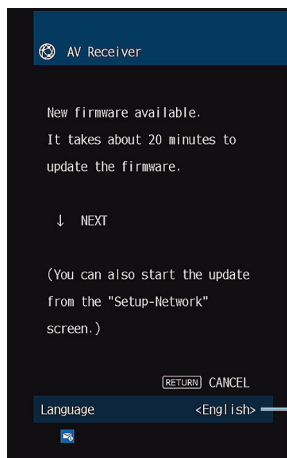 AV Receiver
New firmware available.
It takes about 20 minutes to
update the firmware.
↓ NEXT
(You can also start the update
from the "Setup-Network"
screen.)
RETURN CANCEL
Language <English>